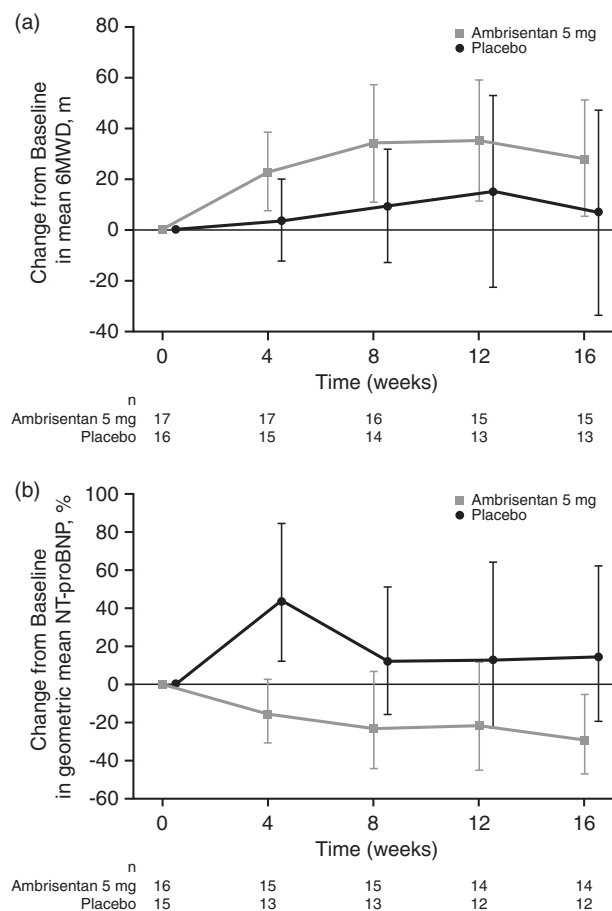 (a)
Ambrisentan 5 mg
Placebo
Change from Baseline
in mean 6MWD, m
80
60
40
20
0
-20
-40
0 4 8 12 16
Time (weeks)
n
Ambrisentan 5 mg 17 17 16 15 15
Placebo 16 15 14 13 13
(b)
Ambrisentan 5 mg
Placebo
Change from Baseline
in geometric mean NT-proBNP, %
100
80
60
40
20
0
-20
-40
-60
0 4 8 12 16
Time (weeks)
n
Ambrisentan 5 mg 16 15 15 14 14
Placebo 15 13 13 12 12